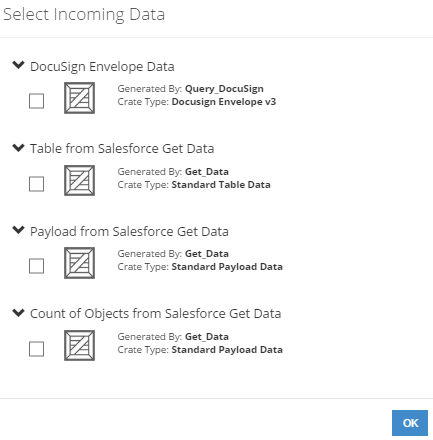 Select Incoming Data
DocuSign Envelope Data
Generated By: Query_DocuSign
Crate Type: Docusign Envelope v3
Table from Salesforce Get Data
Generated By: Get_Data
Crate Type: Standard Table Data
Payload from Salesforce Get Data
Generated By: Get_Data
Crate Type: Standard Payload Data
Count of Objects from Salesforce Get Data
Generated By: Get_Data
Crate Type: Standard Payload Data
OK